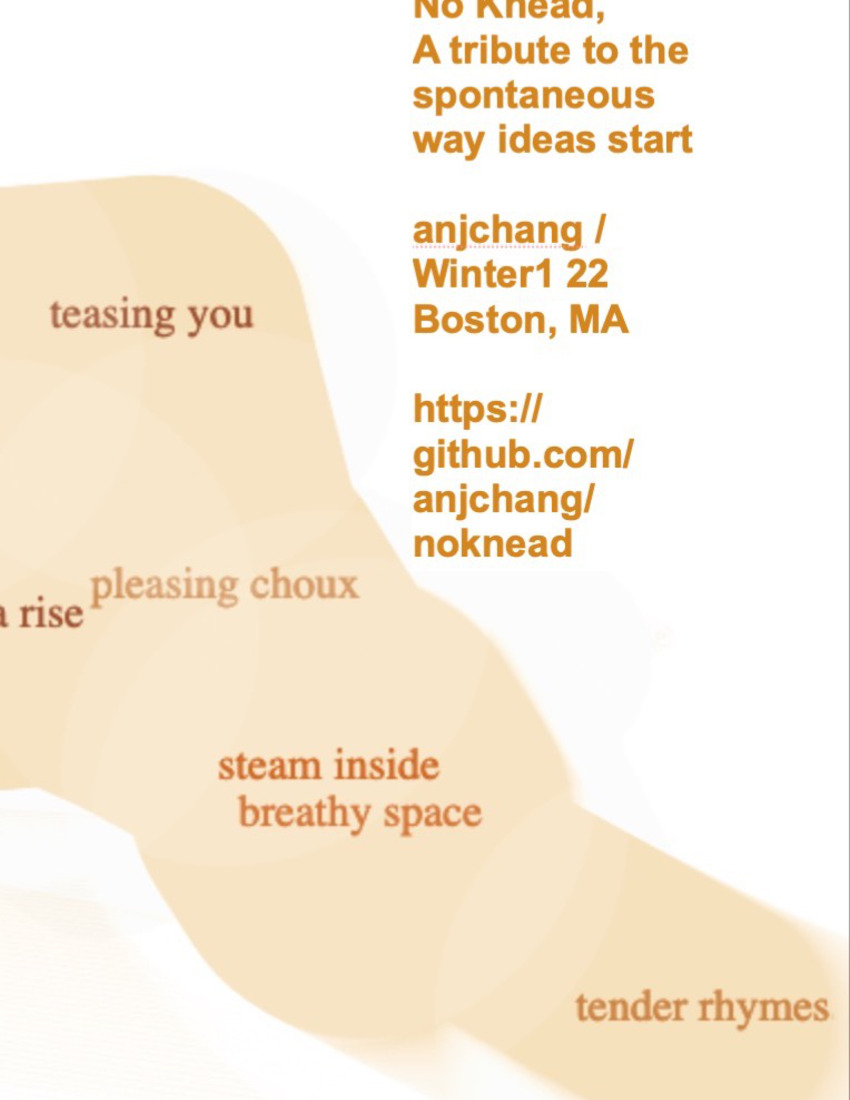 No Knead,
A tribute to the
spontaneous
way ideas start
anjchang /
Winter1 22
Boston, MA
https://
github.com/
anjchang/
noknead
teasing you
a rise
pleasing choux
steam inside
breathy space
tender rhymes